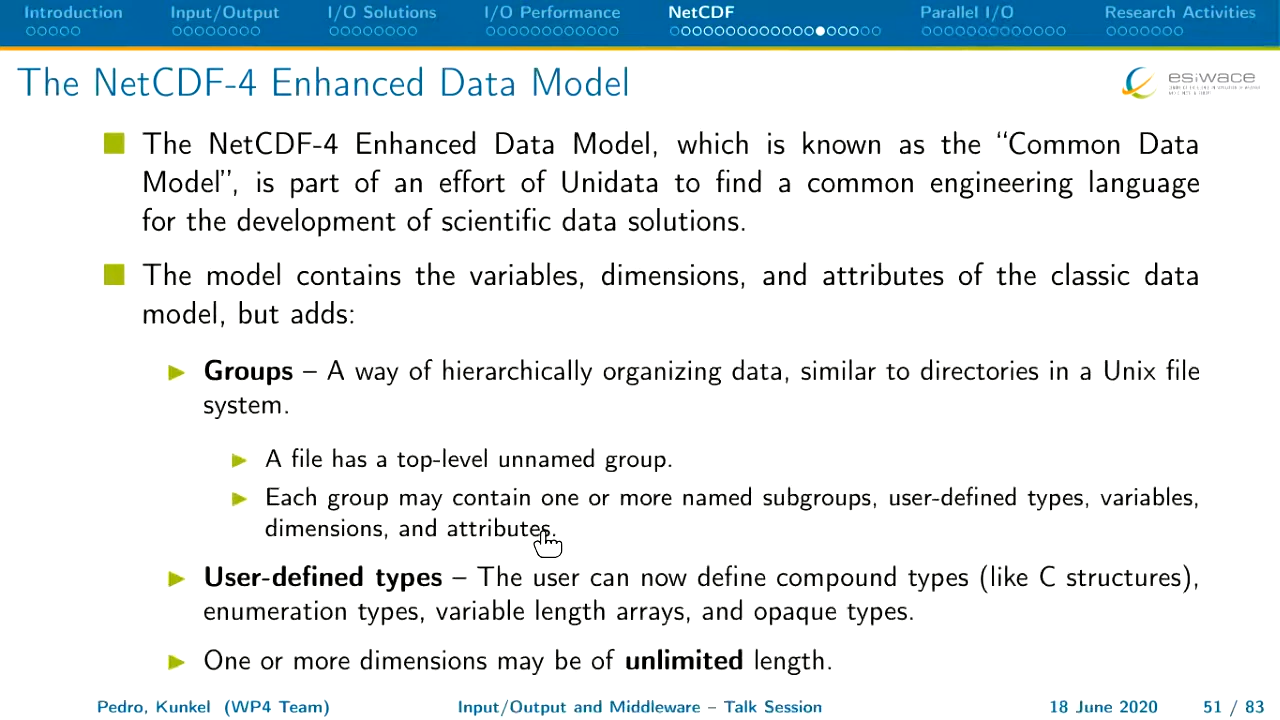 Introduction Input/Output I/O Solutions I/O Performance NetCDF Parallel I/O Research Activities
The NetCDF-4 Enhanced Data Model
esiwace
The NetCDF-4 Enhanced Data Model, which is known as the “Common Data
Model”, is part of an effort of Unidata to find a common engineering language
for the development of scientific data solutions.
The model contains the variables, dimensions, and attributes of the classic data
model, but adds:
Groups – A way of hierarchically organizing data, similar to directories in a Unix file
system.
A file has a top-level unnamed group.
Each group may contain one or more named subgroups, user-defined types, variables,
dimensions, and attributes.
User-defined types – The user can now define compound types (like C structures),
enumeration types, variable length arrays, and opaque types.
One or more dimensions may be of unlimited length.
Pedro, Kunkel (WP4 Team) Input/Output and Middleware – Talk Session 18 June 2020 51 / 83